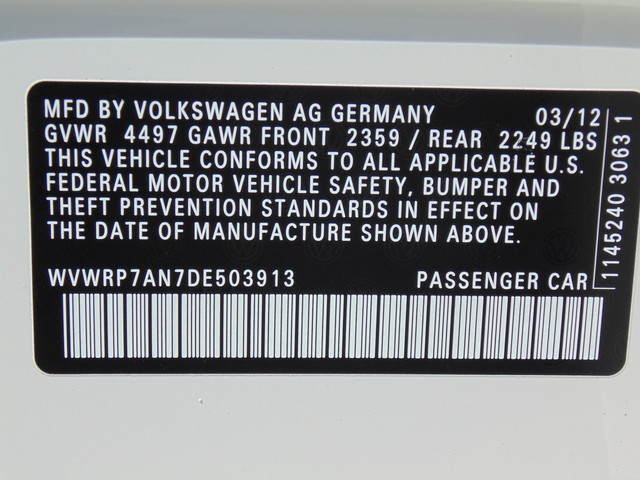 MFD BY VOLKSWAGEN AG GERMANY 03/12
GVWR 4497 GAWR FRONT 2359 / REAR 2249 LBS
THIS VEHICLE CONFORMS TO ALL APPLICABLE U.S.
FEDERAL MOTOR VEHICLE SAFETY, BUMPER AND
THEFT PREVENTION STANDARDS IN EFFECT ON
THE DATE OF MANUFACTURE SHOWN ABOVE.
WVWRP7AN7DE503913 PASSENGER CAR
1145240 3063 1